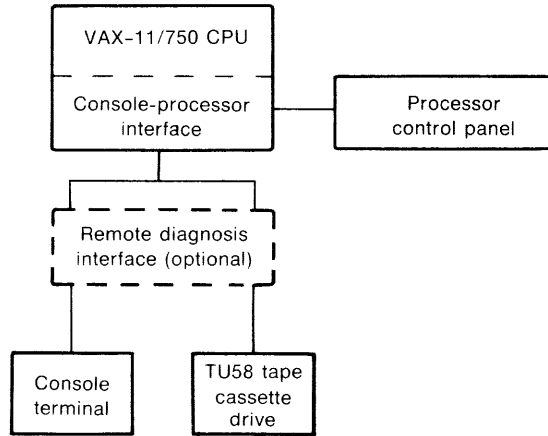 VAX-11/750 CPU
Console-processor
interface
Processor
control panel
Remote diagnosis
interface (optional)
Console
terminal
TU58 tape
cassette
drive